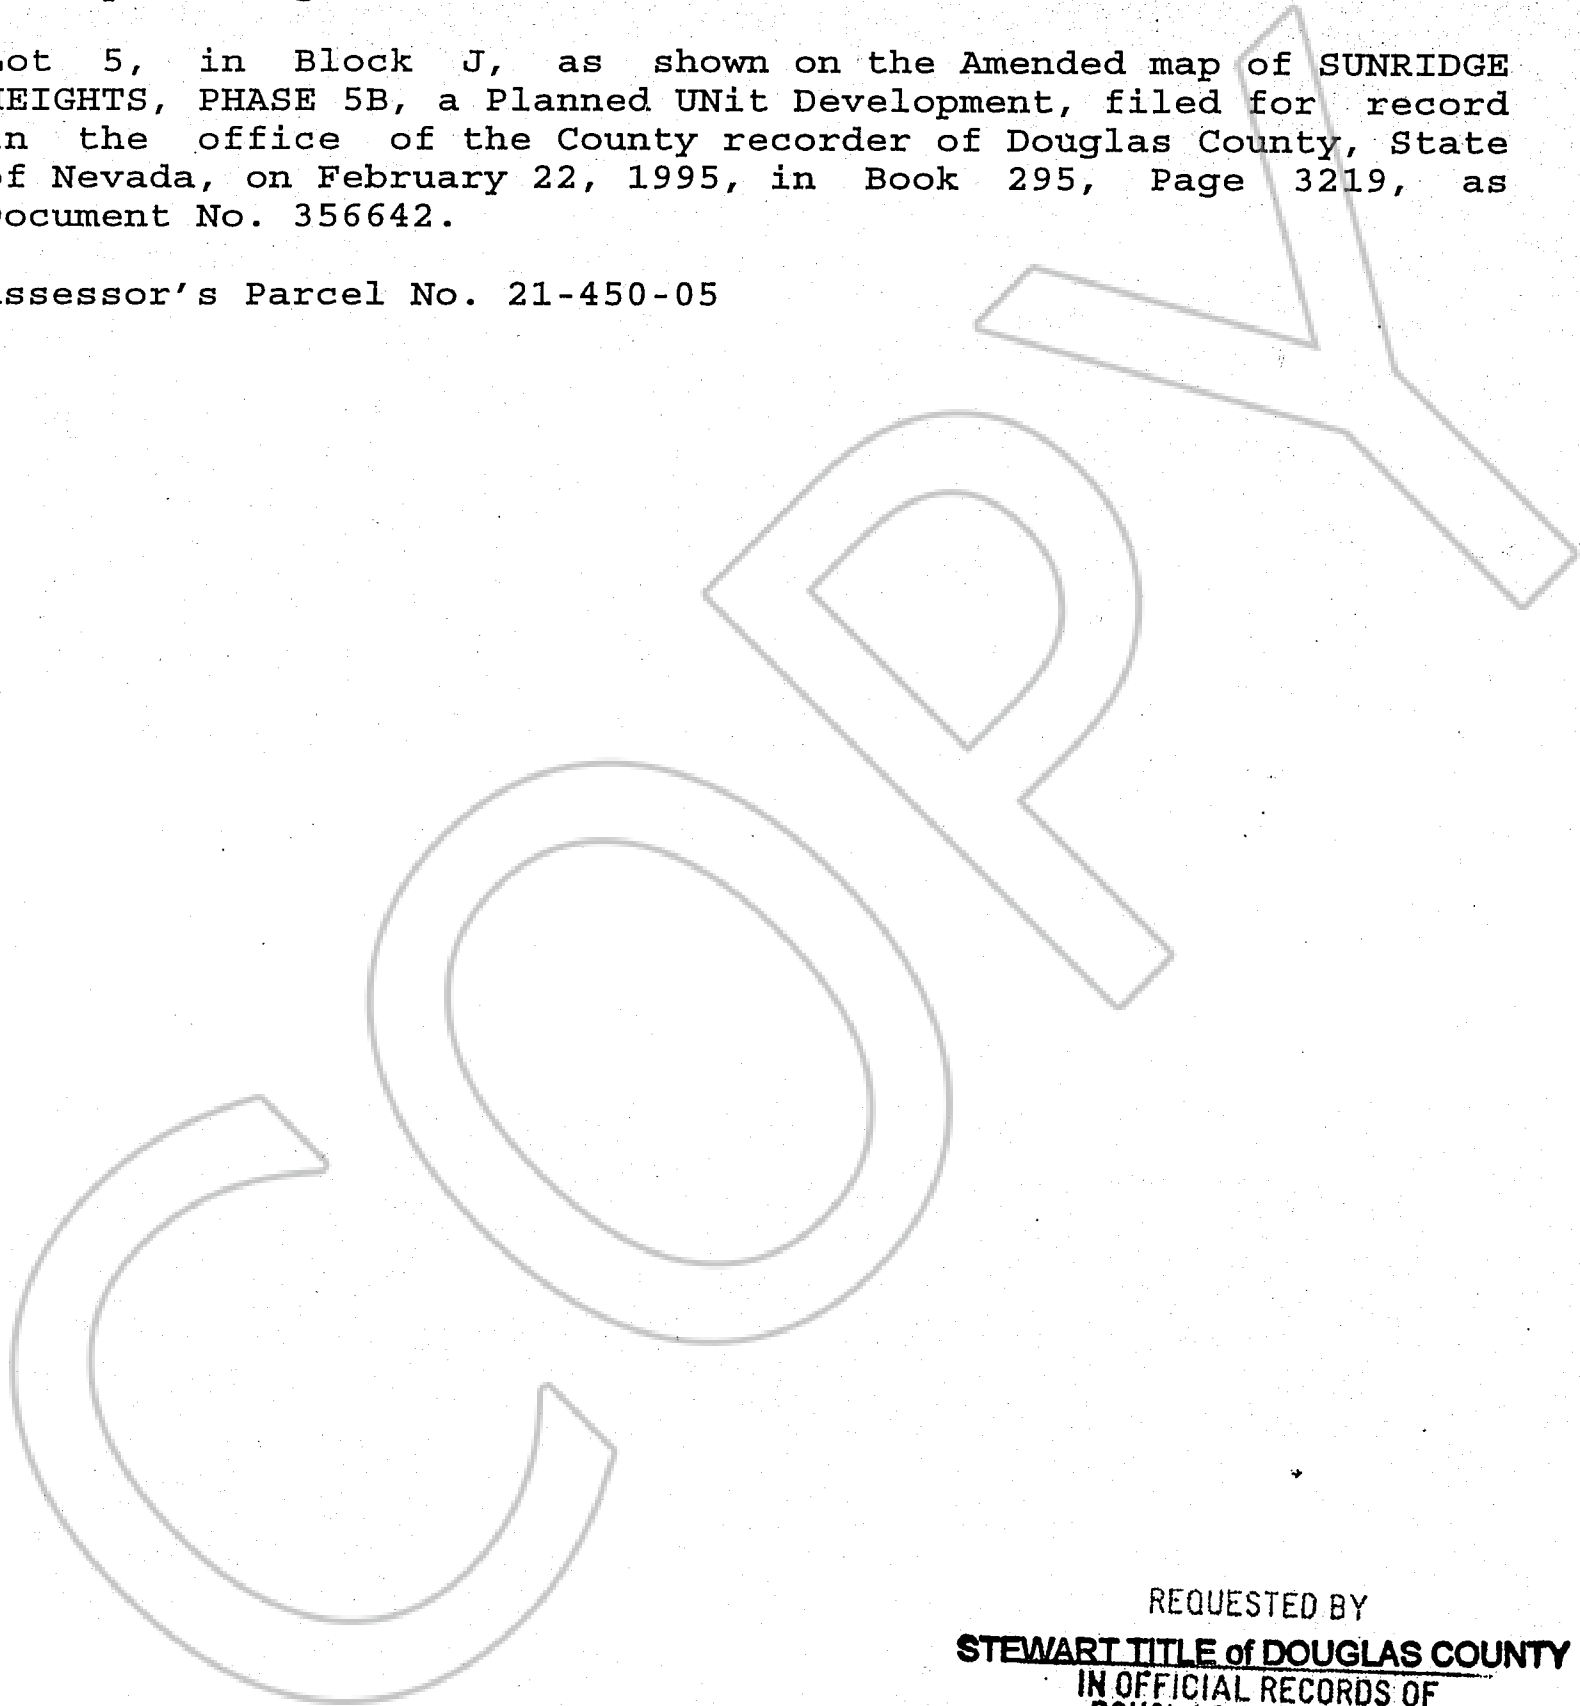 ot 5, in Block J, as shown on the Amended map of SUNRIDGE
EIGHTS, PHASE 5B, a Planned UNit Development, filed for record
n the office of the County recorder of Douglas County, State
f Nevada, on February 22, 1995, in Book 295, Page 3219, as
ocument No. 356642.
ssessor's Parcel No. 21-450-05
COPY
REQUESTED BY
STEWART TITLE of DOUGLAS COUNTY
IN OFFICIAL RECORDS OF